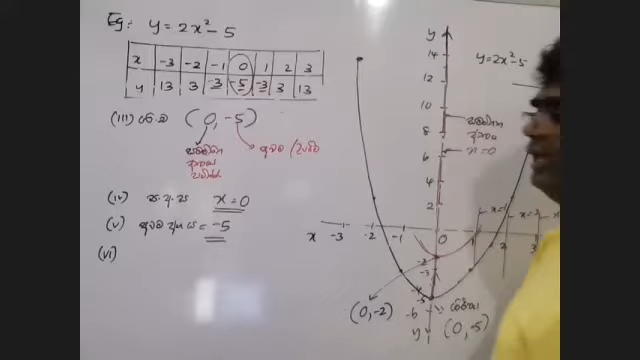 Eg:- y = 2x² - 5
x -3 -2 -1 0 1 2 3
y 13 3 -3 -5 -3 3 13
(iii) (0, -5)
(iv) ස.අ.ස x = 0
(v) අවම අගය = -5
(vi)
y
14
12
10
8
6
4
2
y = 2x² - 5
x = 0
x -3 -2 -1 0 1 2 3
-2
-3
-4
-5
-6
y
(0, -2)
(0, -5)